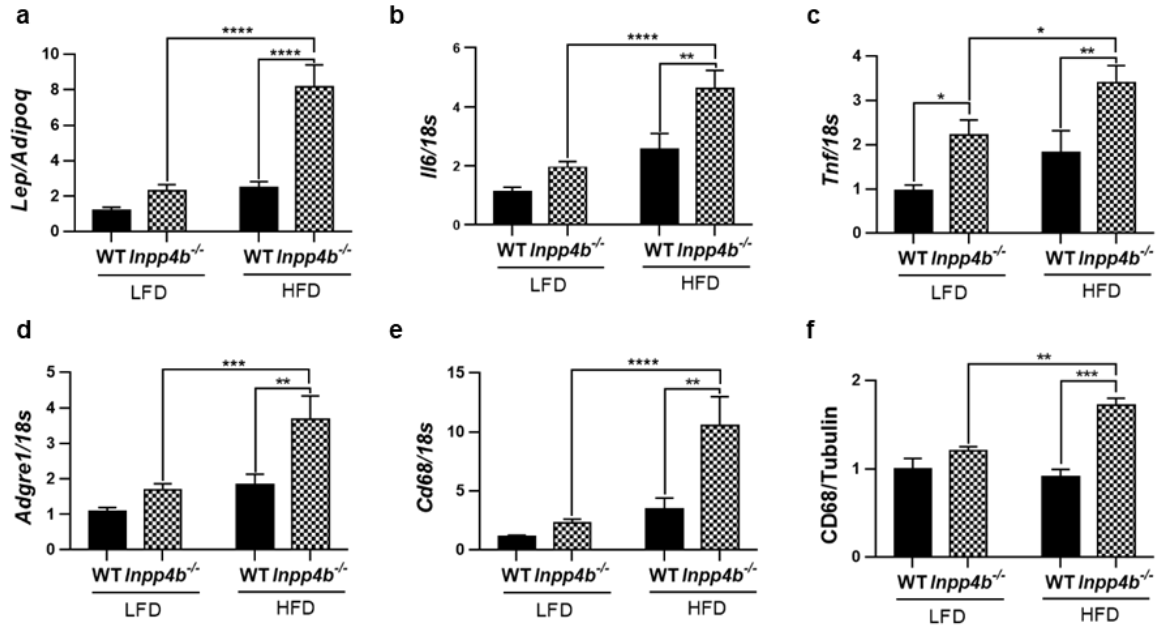 a
****
****
10
8
6
4
2
0
Lep/Adipoq
WT Inpp4b-/- WT Inpp4b-/-
LFD HFD
b
****
**
6
4
2
0
Il6/18s
WT Inpp4b-/- WT Inpp4b-/-
LFD HFD
c
*
**
*
4
3
2
1
0
Tnf/18s
WT Inpp4b-/- WT Inpp4b-/-
LFD HFD
d
***
**
5
4
3
2
1
0
Adgre1/18s
WT Inpp4b-/- WT Inpp4b-/-
LFD HFD
e
****
**
15
10
5
0
Cd68/18s
WT Inpp4b-/- WT Inpp4b-/-
LFD HFD
f
**
***
2
1
0
CD68/Tubulin
WT Inpp4b-/- WT Inpp4b-/-
LFD HFD